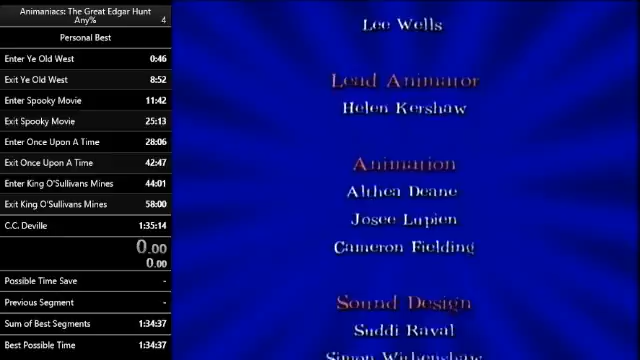 Animaniacs: The Great Edgar Hunt
Any% 4
Personal Best
Enter Ye Old West 0:46
Exit Ye Old West 8:52
Enter Spooky Movie 11:42
Exit Spooky Movie 25:13
Enter Once Upon A Time 28:06
Exit Once Upon A Time 42:47
Enter King O'Sullivans Mines 44:01
Exit King O'Sullivans Mines 58:00
C.C. Deville 1:35:14
0.00
0.00
Possible Time Save -
Previous Segment -
Sum of Best Segments 1:34:37
Best Possible Time 1:34:37
Lee Wells
Lead Animator
Helen Kershaw
Animation
Althea Deane
Josee Lupien
Cameron Fielding
Sound Design
Suddi Raval
Simon Withenshaw